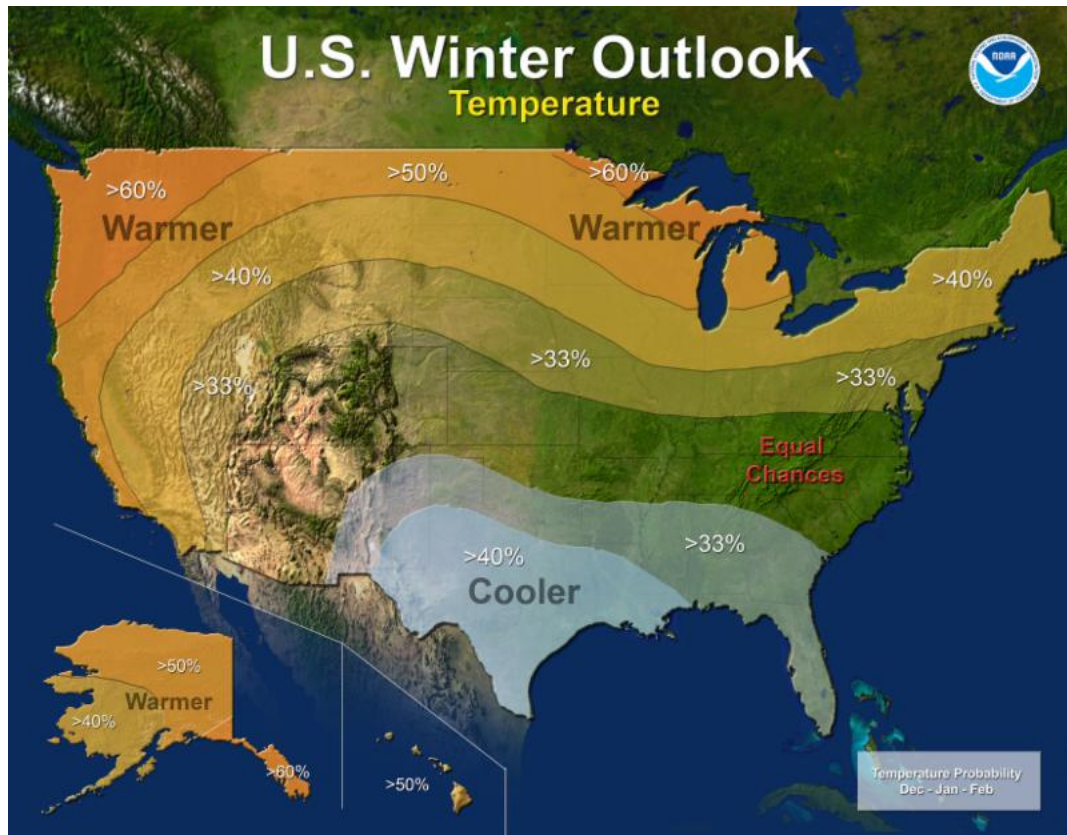 U.S. Winter Outlook
Temperature
NOAA
>60%
>50%
>60%
Warmer
Warmer
>40%
>40%
>33%
>33%
>33%
Equal
Chances
>40%
>33%
Cooler
>50%
Warmer
>40%
>60%
>50%
Temperature Probability
Dec - Jan - Feb